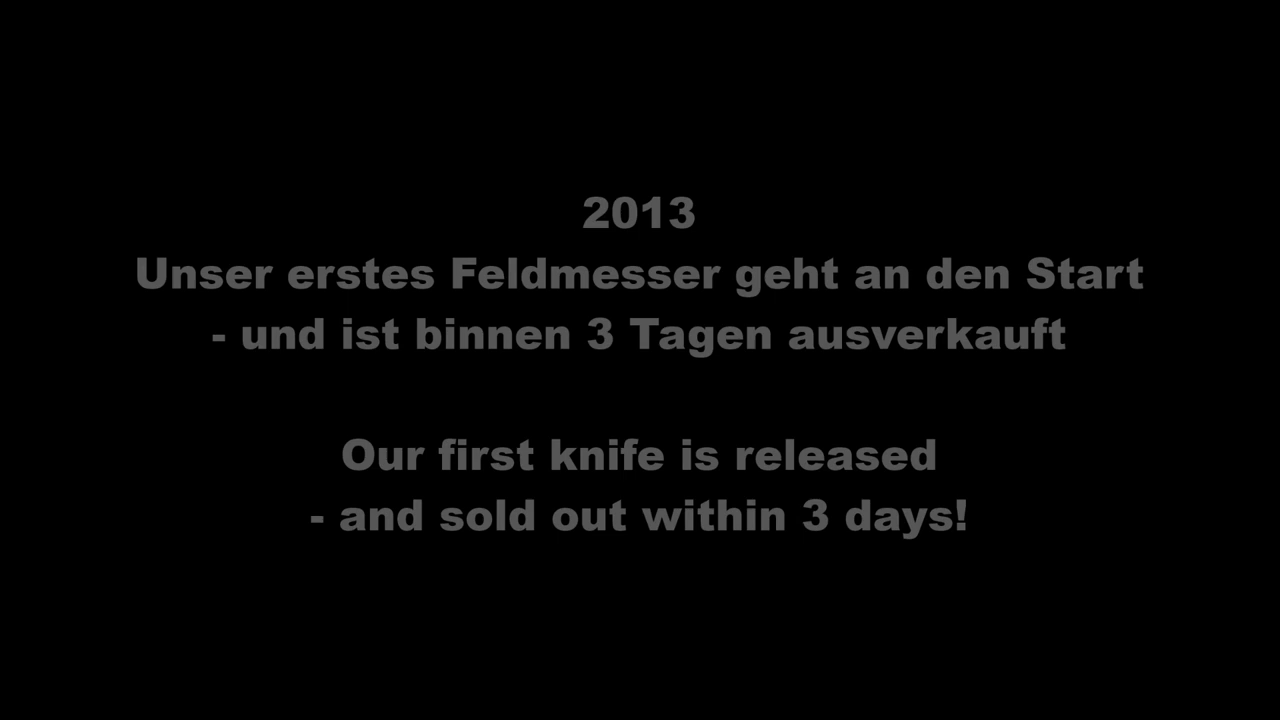 2013
Unser erstes Feldmesser geht an den Start
- und ist binnen 3 Tagen ausverkauft
Our first knife is released
- and sold out within 3 days!